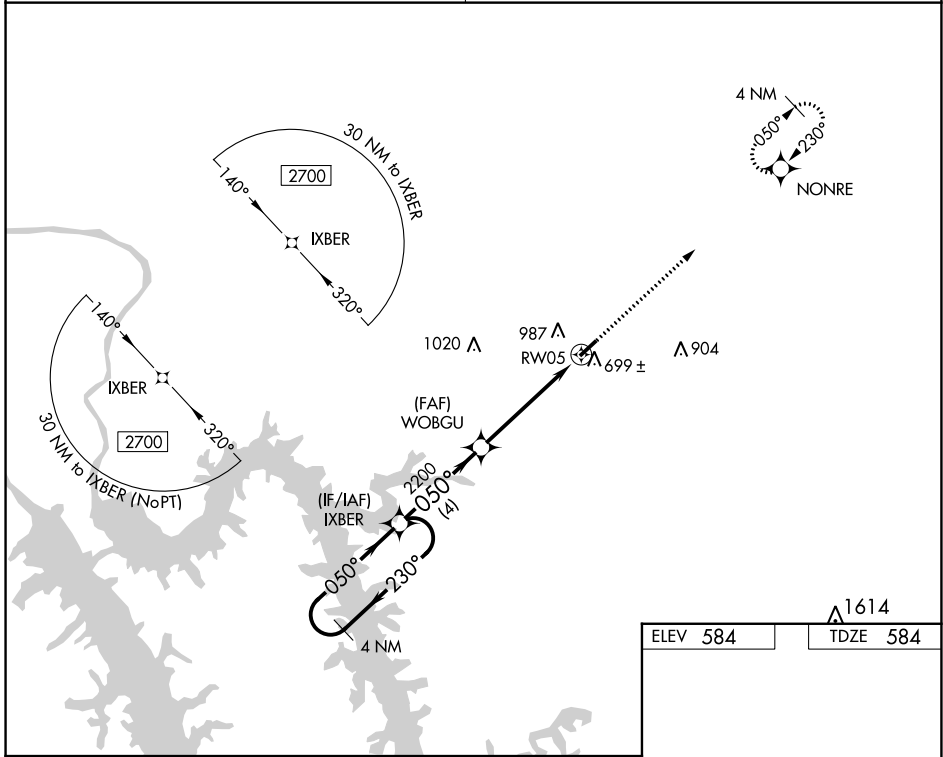 4 NM
050°
230°
NONRE
30 NM to IXBER
2700
140°
IXBER
320°
140°
IXBER
320°
2700
30 NM to IXBER (NoPT)
1020
987
RW05
699 ±
904
(FAF)
WOBGU
2200
050°
(4)
(IF/IAF)
IXBER
050°
230°
4 NM
1614
ELEV 584
TDZE 584